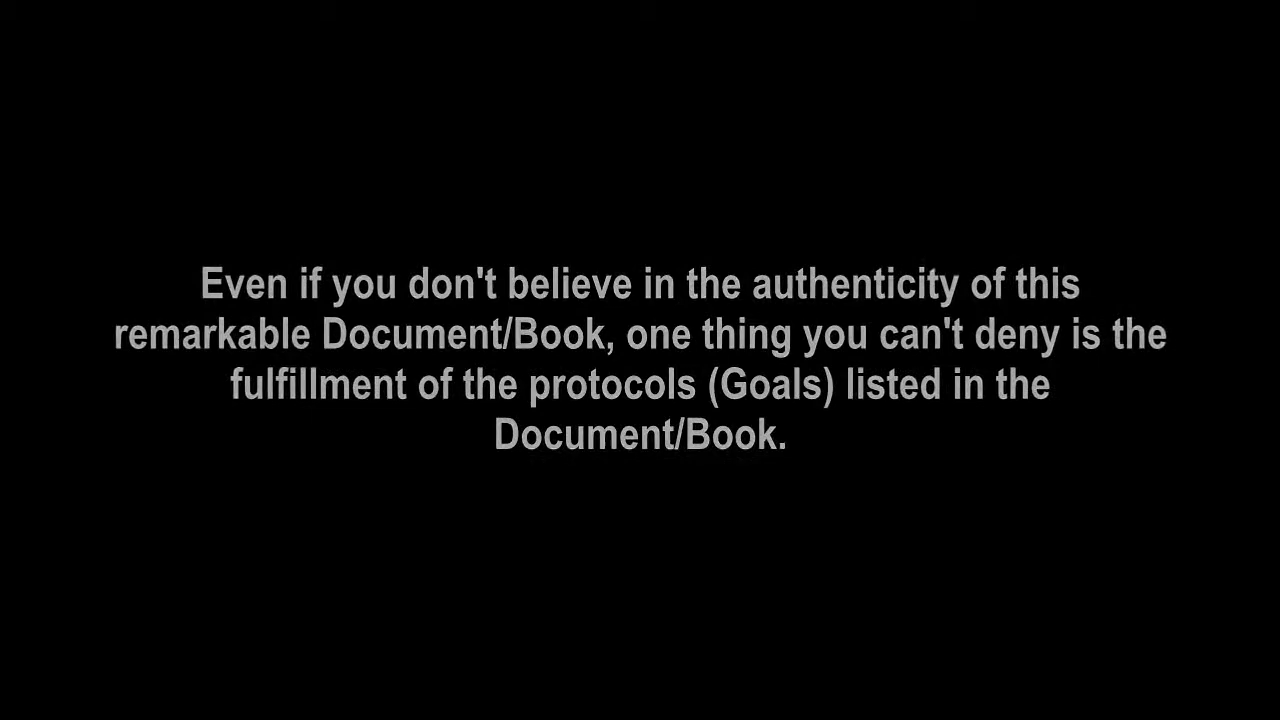 Even if you don't believe in the authenticity of this
remarkable Document/Book, one thing you can't deny is the
fulfillment of the protocols (Goals) listed in the
Document/Book.